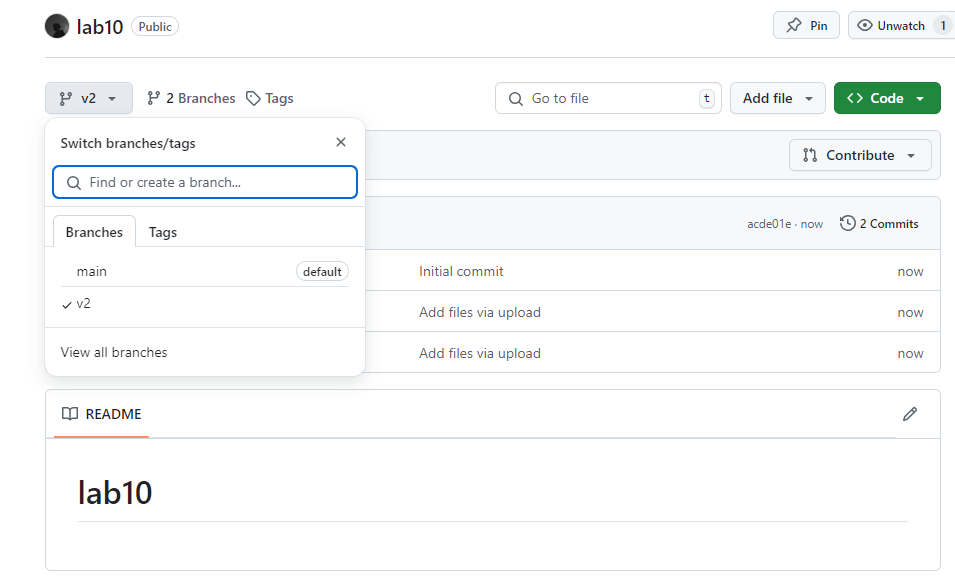 lab10 Public Pin Unwatch 1
v2 2 Branches Tags Go to file t Add file Code
Switch branches/tags
Contribute
Find or create a branch...
Branches Tags
acde01e · now 2 Commits
main default
Initial commit now
v2
Add files via upload now
View all branches
Add files via upload now
README
lab10